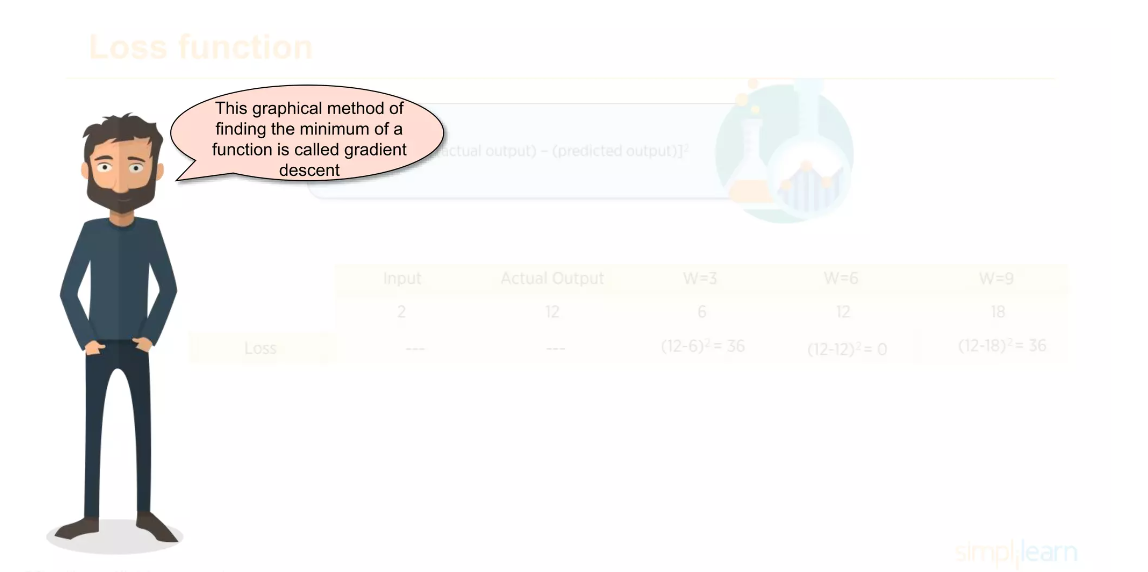 Loss function
This graphical method of
finding the minimum of a
function is called gradient
descent
ctual output) – (predicted output)]²
Input Actual Output W=3 W=6 W=9
2 12 6 12 18
Loss --- --- (12-6)² = 36 (12-12)² = 0 (12-18)² = 36
simplilearn